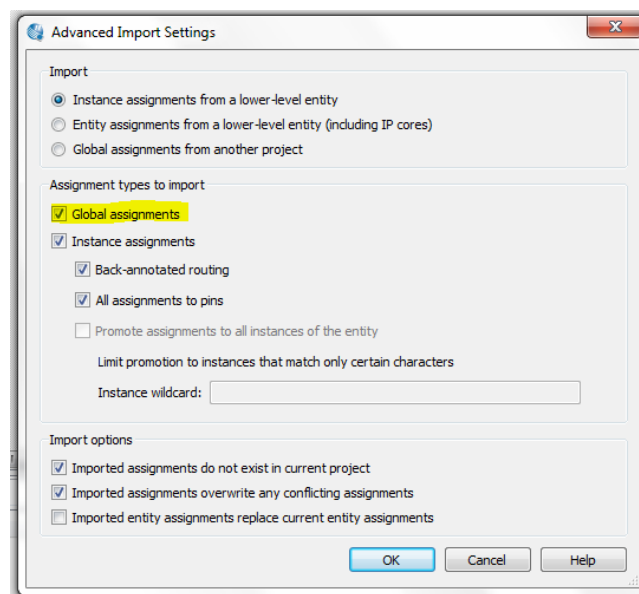 Advanced Import Settings
Import
Instance assignments from a lower-level entity
Entity assignments from a lower-level entity (including IP cores)
Global assignments from another project
Assignment types to import
Global assignments
Instance assignments
Back-annotated routing
All assignments to pins
Promote assignments to all instances of the entity
Limit promotion to instances that match only certain characters
Instance wildcard:
Import options
Imported assignments do not exist in current project
Imported assignments overwrite any conflicting assignments
Imported entity assignments replace current entity assignments
OK Cancel Help